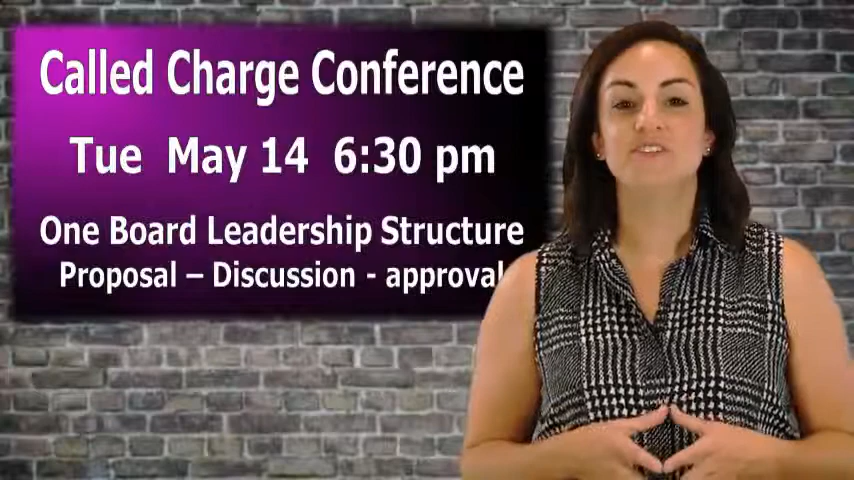 Called Charge Conference
Tue May 14 6:30 pm
One Board Leadership Structure
Proposal – Discussion - approval